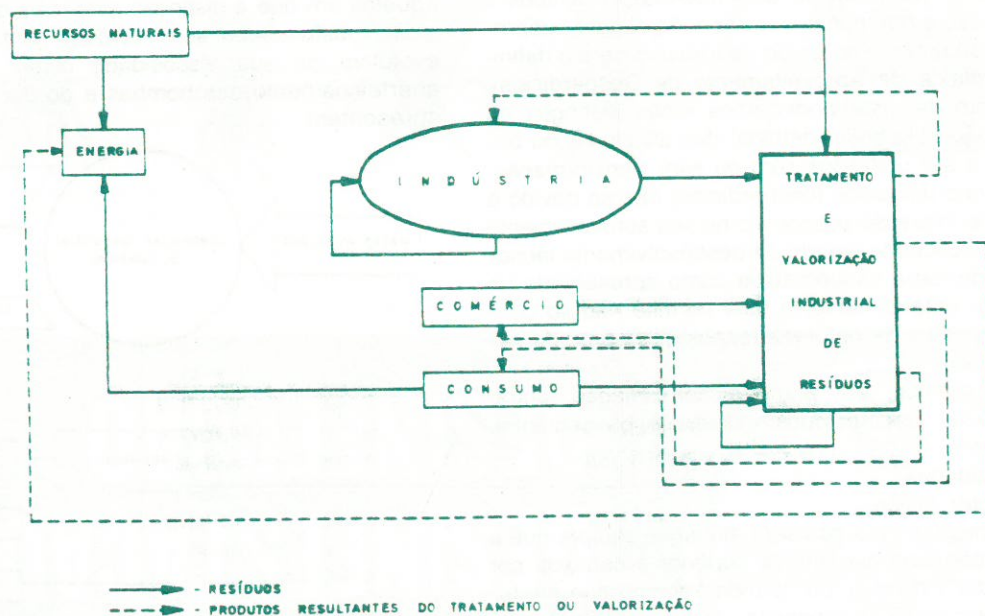 RECURSOS NATURAIS
ENERGIA
INDÚSTRIA
TRATAMENTO
E
VALORIZAÇÃO
INDUSTRIAL
DE
RESÍDUOS
COMÉRCIO
CONSUMO
- RESÍDUOS
- PRODUTOS RESULTANTES DO TRATAMENTO OU VALORIZAÇÃO